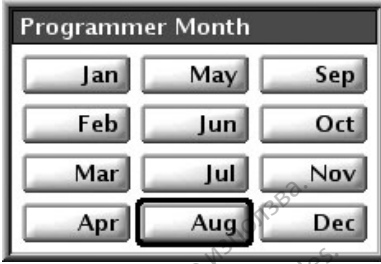 Programmer Month
Jan May Sep
Feb Jun Oct
Mar Jul Nov
Apr Aug Dec